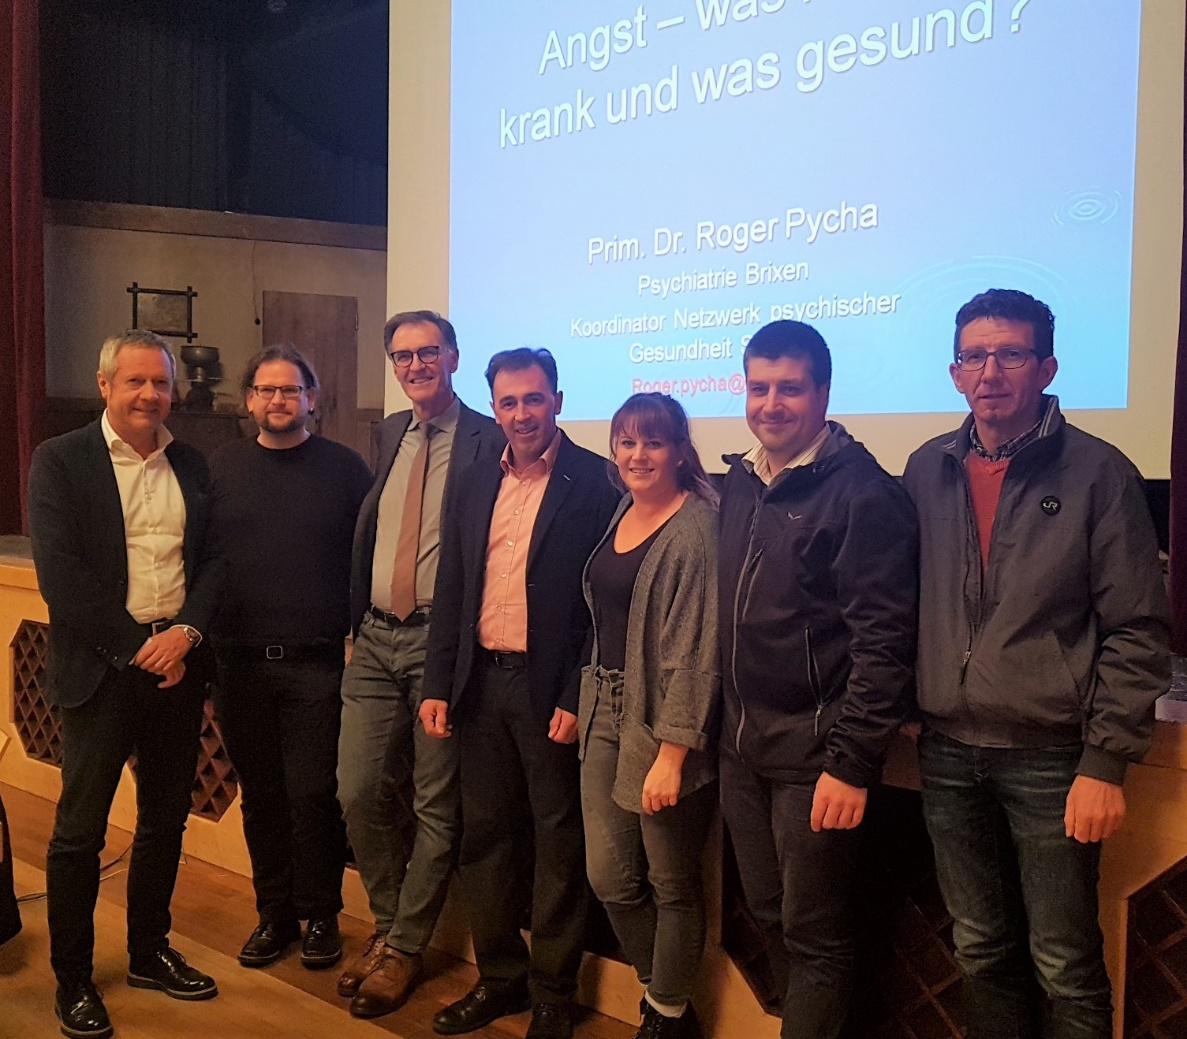 Angst – was
krank und was gesund?
Prim. Dr. Roger Pycha
Psychiatrie Brixen
Koordinator Netzwerk psychischer
Gesundheit
Roger.pycha@